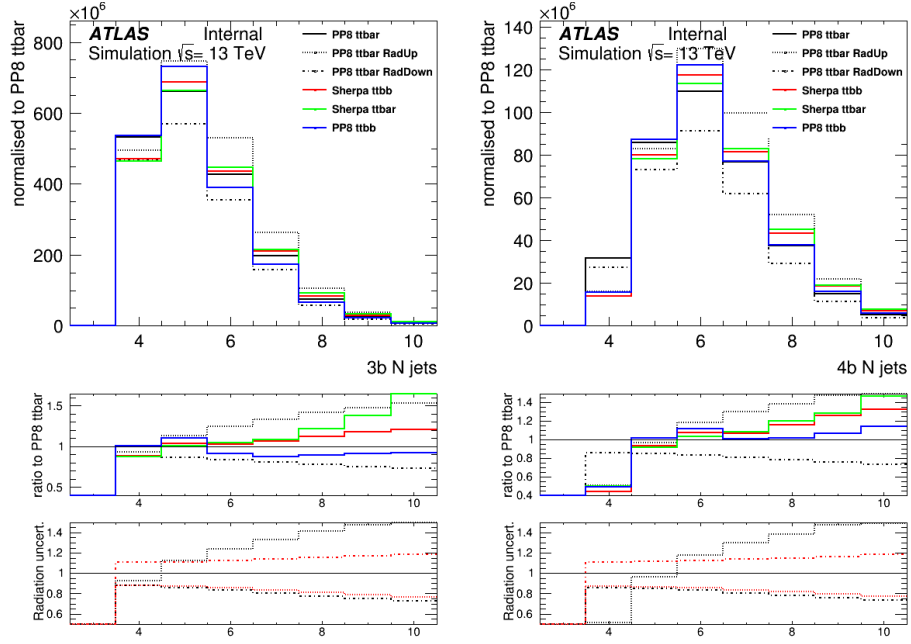 ×10⁶
ATLAS Internal
Simulation √s= 13 TeV
PP8 ttbar
PP8 ttbar RadUp
PP8 ttbar RadDown
Sherpa ttbb
Sherpa ttbar
PP8 ttbb
normalised to PP8 ttbar
800
600
400
200
0
4 6 8 10
3b N jets
×10⁶
ATLAS Internal
Simulation √s= 13 TeV
PP8 ttbar
PP8 ttbar RadUp
PP8 ttbar RadDown
Sherpa ttbb
Sherpa ttbar
PP8 ttbb
normalised to PP8 ttbar
140
120
100
80
60
40
20
0
4 6 8 10
4b N jets
ratio to PP8 ttbar
1.5
1
0.5
4 6 8 10
ratio to PP8 ttbar
1.4
1.2
1
0.8
0.6
0.4
4 6 8 10
Radiation uncert.
1.4
1.2
1
0.8
0.6
4 6 8 10
Radiation uncert.
1.4
1.2
1
0.8
0.6
4 6 8 10